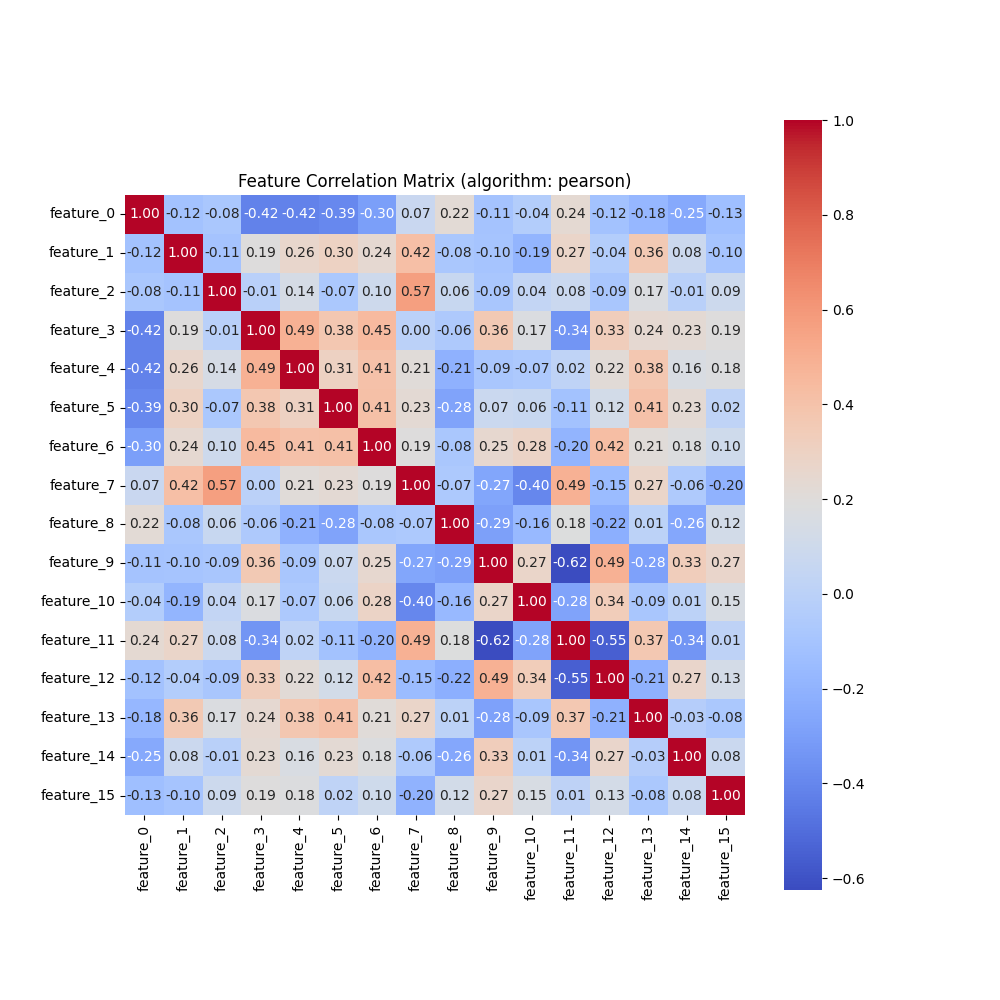 Feature Correlation Matrix (algorithm: pearson)
feature_0 1.00 -0.12 -0.08 -0.42 -0.42 -0.39 -0.30 0.07 0.22 -0.11 -0.04 0.24 -0.12 -0.18 -0.25 -0.13
feature_1 -0.12 1.00 -0.11 0.19 0.26 0.30 0.24 0.42 -0.08 -0.10 -0.19 0.27 -0.04 0.36 0.08 -0.10
feature_2 -0.08 -0.11 1.00 -0.01 0.14 -0.07 0.10 0.57 0.06 -0.09 0.04 0.08 -0.09 0.17 -0.01 0.09
feature_3 -0.42 0.19 -0.01 1.00 0.49 0.38 0.45 0.00 -0.06 0.36 0.17 -0.34 0.33 0.24 0.23 0.19
feature_4 -0.42 0.26 0.14 0.49 1.00 0.31 0.41 0.21 -0.21 -0.09 -0.07 0.02 0.22 0.38 0.16 0.18
feature_5 -0.39 0.30 -0.07 0.38 0.31 1.00 0.41 0.23 -0.28 0.07 0.06 -0.11 0.12 0.41 0.23 0.02
feature_6 -0.30 0.24 0.10 0.45 0.41 0.41 1.00 0.19 -0.08 0.25 0.28 -0.20 0.42 0.21 0.18 0.10
feature_7 0.07 0.42 0.57 0.00 0.21 0.23 0.19 1.00 -0.07 -0.27 -0.40 0.49 -0.15 0.27 -0.06 -0.20
feature_8 0.22 -0.08 0.06 -0.06 -0.21 -0.28 -0.08 -0.07 1.00 -0.29 -0.16 0.18 -0.22 0.01 -0.26 0.12
feature_9 -0.11 -0.10 -0.09 0.36 -0.09 0.07 0.25 -0.27 -0.29 1.00 0.27 -0.62 0.49 -0.28 0.33 0.27
feature_10 -0.04 -0.19 0.04 0.17 -0.07 0.06 0.28 -0.40 -0.16 0.27 1.00 -0.28 0.34 -0.09 0.01 0.15
feature_11 0.24 0.27 0.08 -0.34 0.02 -0.11 -0.20 0.49 0.18 -0.62 -0.28 1.00 -0.55 0.37 -0.34 0.01
feature_12 -0.12 -0.04 -0.09 0.33 0.22 0.12 0.42 -0.15 -0.22 0.49 0.34 -0.55 1.00 -0.21 0.27 0.13
feature_13 -0.18 0.36 0.17 0.24 0.38 0.41 0.21 0.27 0.01 -0.28 -0.09 0.37 -0.21 1.00 -0.03 -0.08
feature_14 -0.25 0.08 -0.01 0.23 0.16 0.23 0.18 -0.06 -0.26 0.33 0.01 -0.34 0.27 -0.03 1.00 0.08
feature_15 -0.13 -0.10 0.09 0.19 0.18 0.02 0.10 -0.20 0.12 0.27 0.15 0.01 0.13 -0.08 0.08 1.00
feature_0 feature_1 feature_2 feature_3 feature_4 feature_5 feature_6 feature_7 feature_8 feature_9 feature_10 feature_11 feature_12 feature_13 feature_14 feature_15
1.0
0.8
0.6
0.4
0.2
0.0
−0.2
−0.4
−0.6